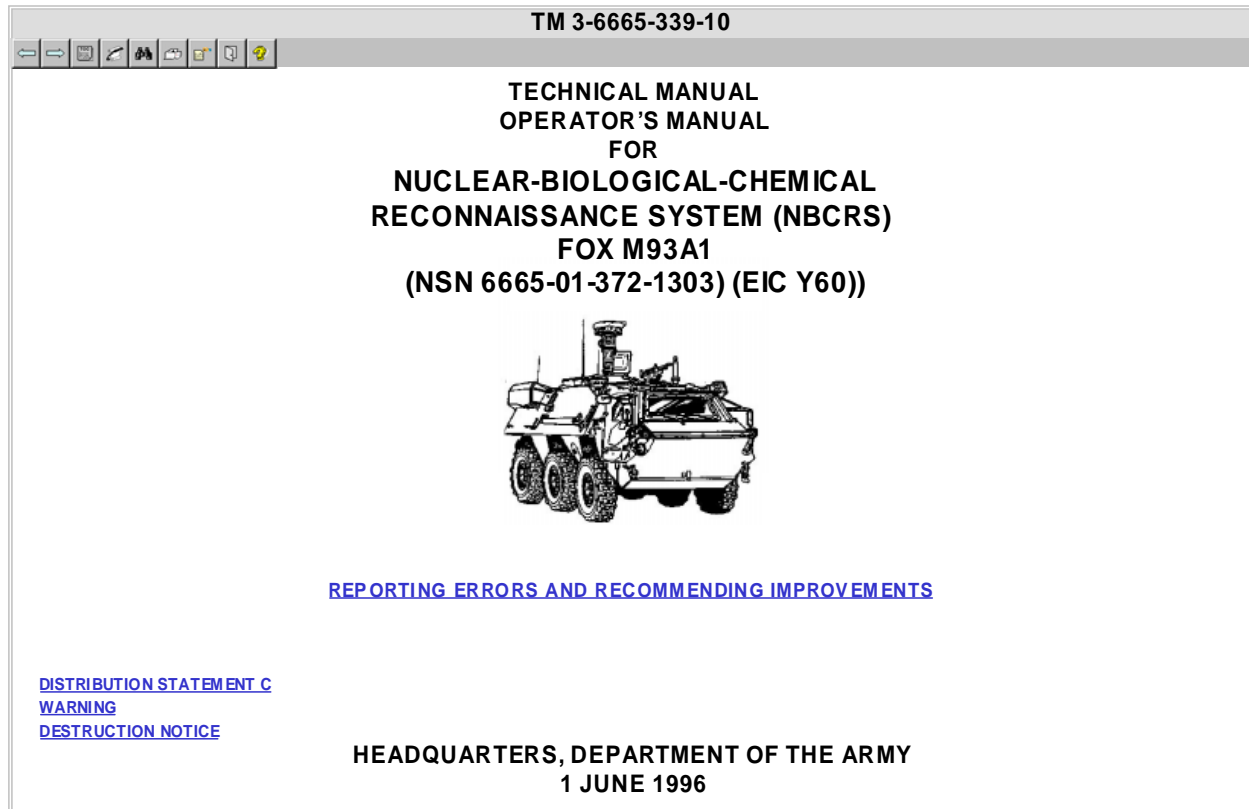 TM 3-6665-339-10
TECHNICAL MANUAL
OPERATOR'S MANUAL
FOR
NUCLEAR-BIOLOGICAL-CHEMICAL
RECONNAISSANCE SYSTEM (NBCRS)
FOX M93A1
(NSN 6665-01-372-1303) (EIC Y60))
REPORTING ERRORS AND RECOMMENDING IMPROVEMENTS
DISTRIBUTION STATEMENT C
WARNING
DESTRUCTION NOTICE
HEADQUARTERS, DEPARTMENT OF THE ARMY
1 JUNE 1996